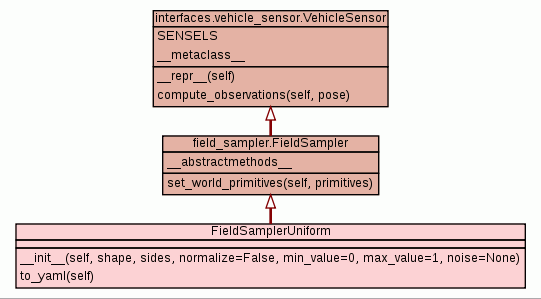 interfaces.vehicle_sensor.VehicleSensor
SENSELS
__metaclass__
__repr__(self)
compute_observations(self, pose)
field_sampler.FieldSampler
__abstractmethods__
set_world_primitives(self, primitives)
FieldSamplerUniform
__init__(self, shape, sides, normalize=False, min_value=0, max_value=1, noise=None)
to_yaml(self)